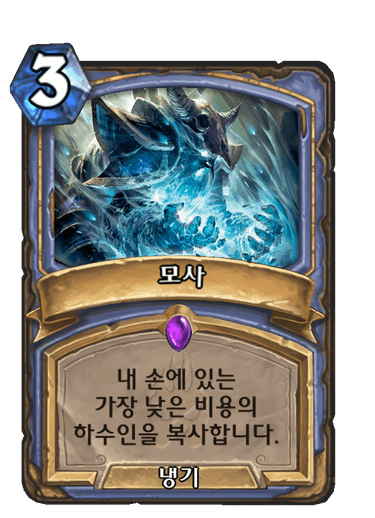 3
모사
내 손에 있는
가장 낮은 비용의
하수인을 복사합니다.
냉기